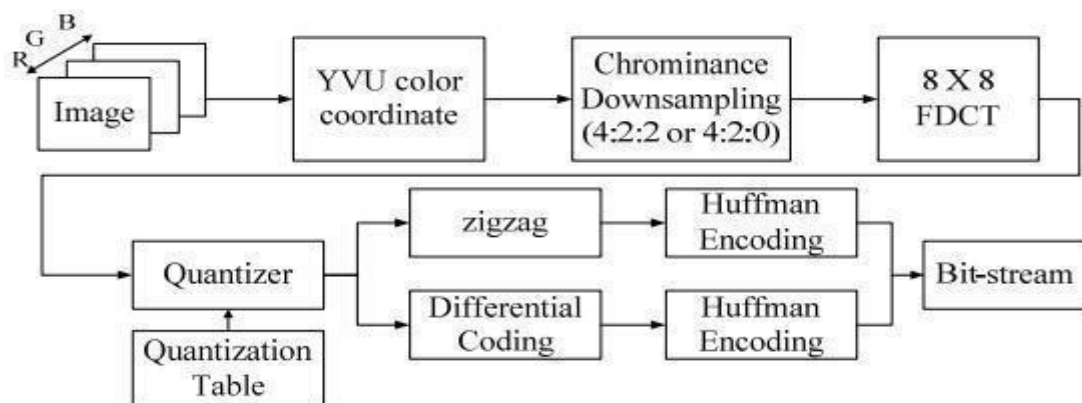 R G B
Image
YVU color
coordinate
Chrominance
Downsampling
(4:2:2 or 4:2:0)
8 X 8
FDCT
Quantizer
Quantization
Table
zigzag
Huffman
Encoding
Differential
Coding
Huffman
Encoding
Bit-stream